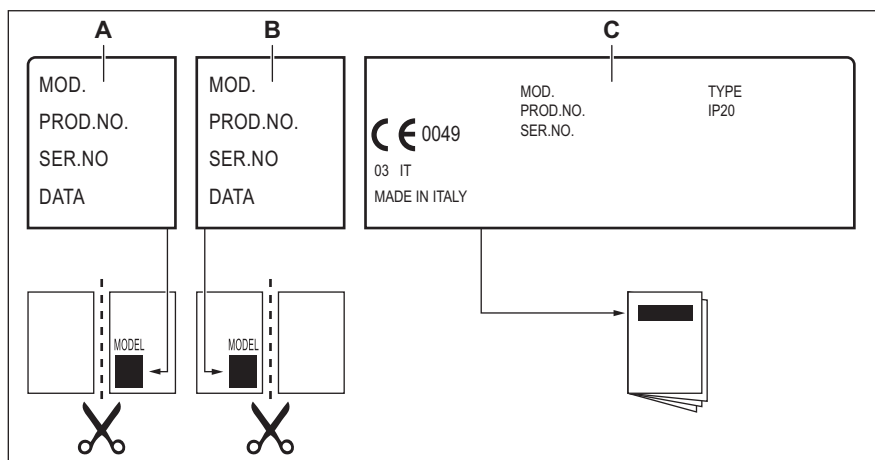 A
B
C
MOD.
PROD.NO.
SER.NO
DATA
MOD.
PROD.NO.
SER.NO
DATA
MOD.
PROD.NO.
SER.NO.
TYPE
IP20
CE 0049
03 IT
MADE IN ITALY
MODEL
MODEL